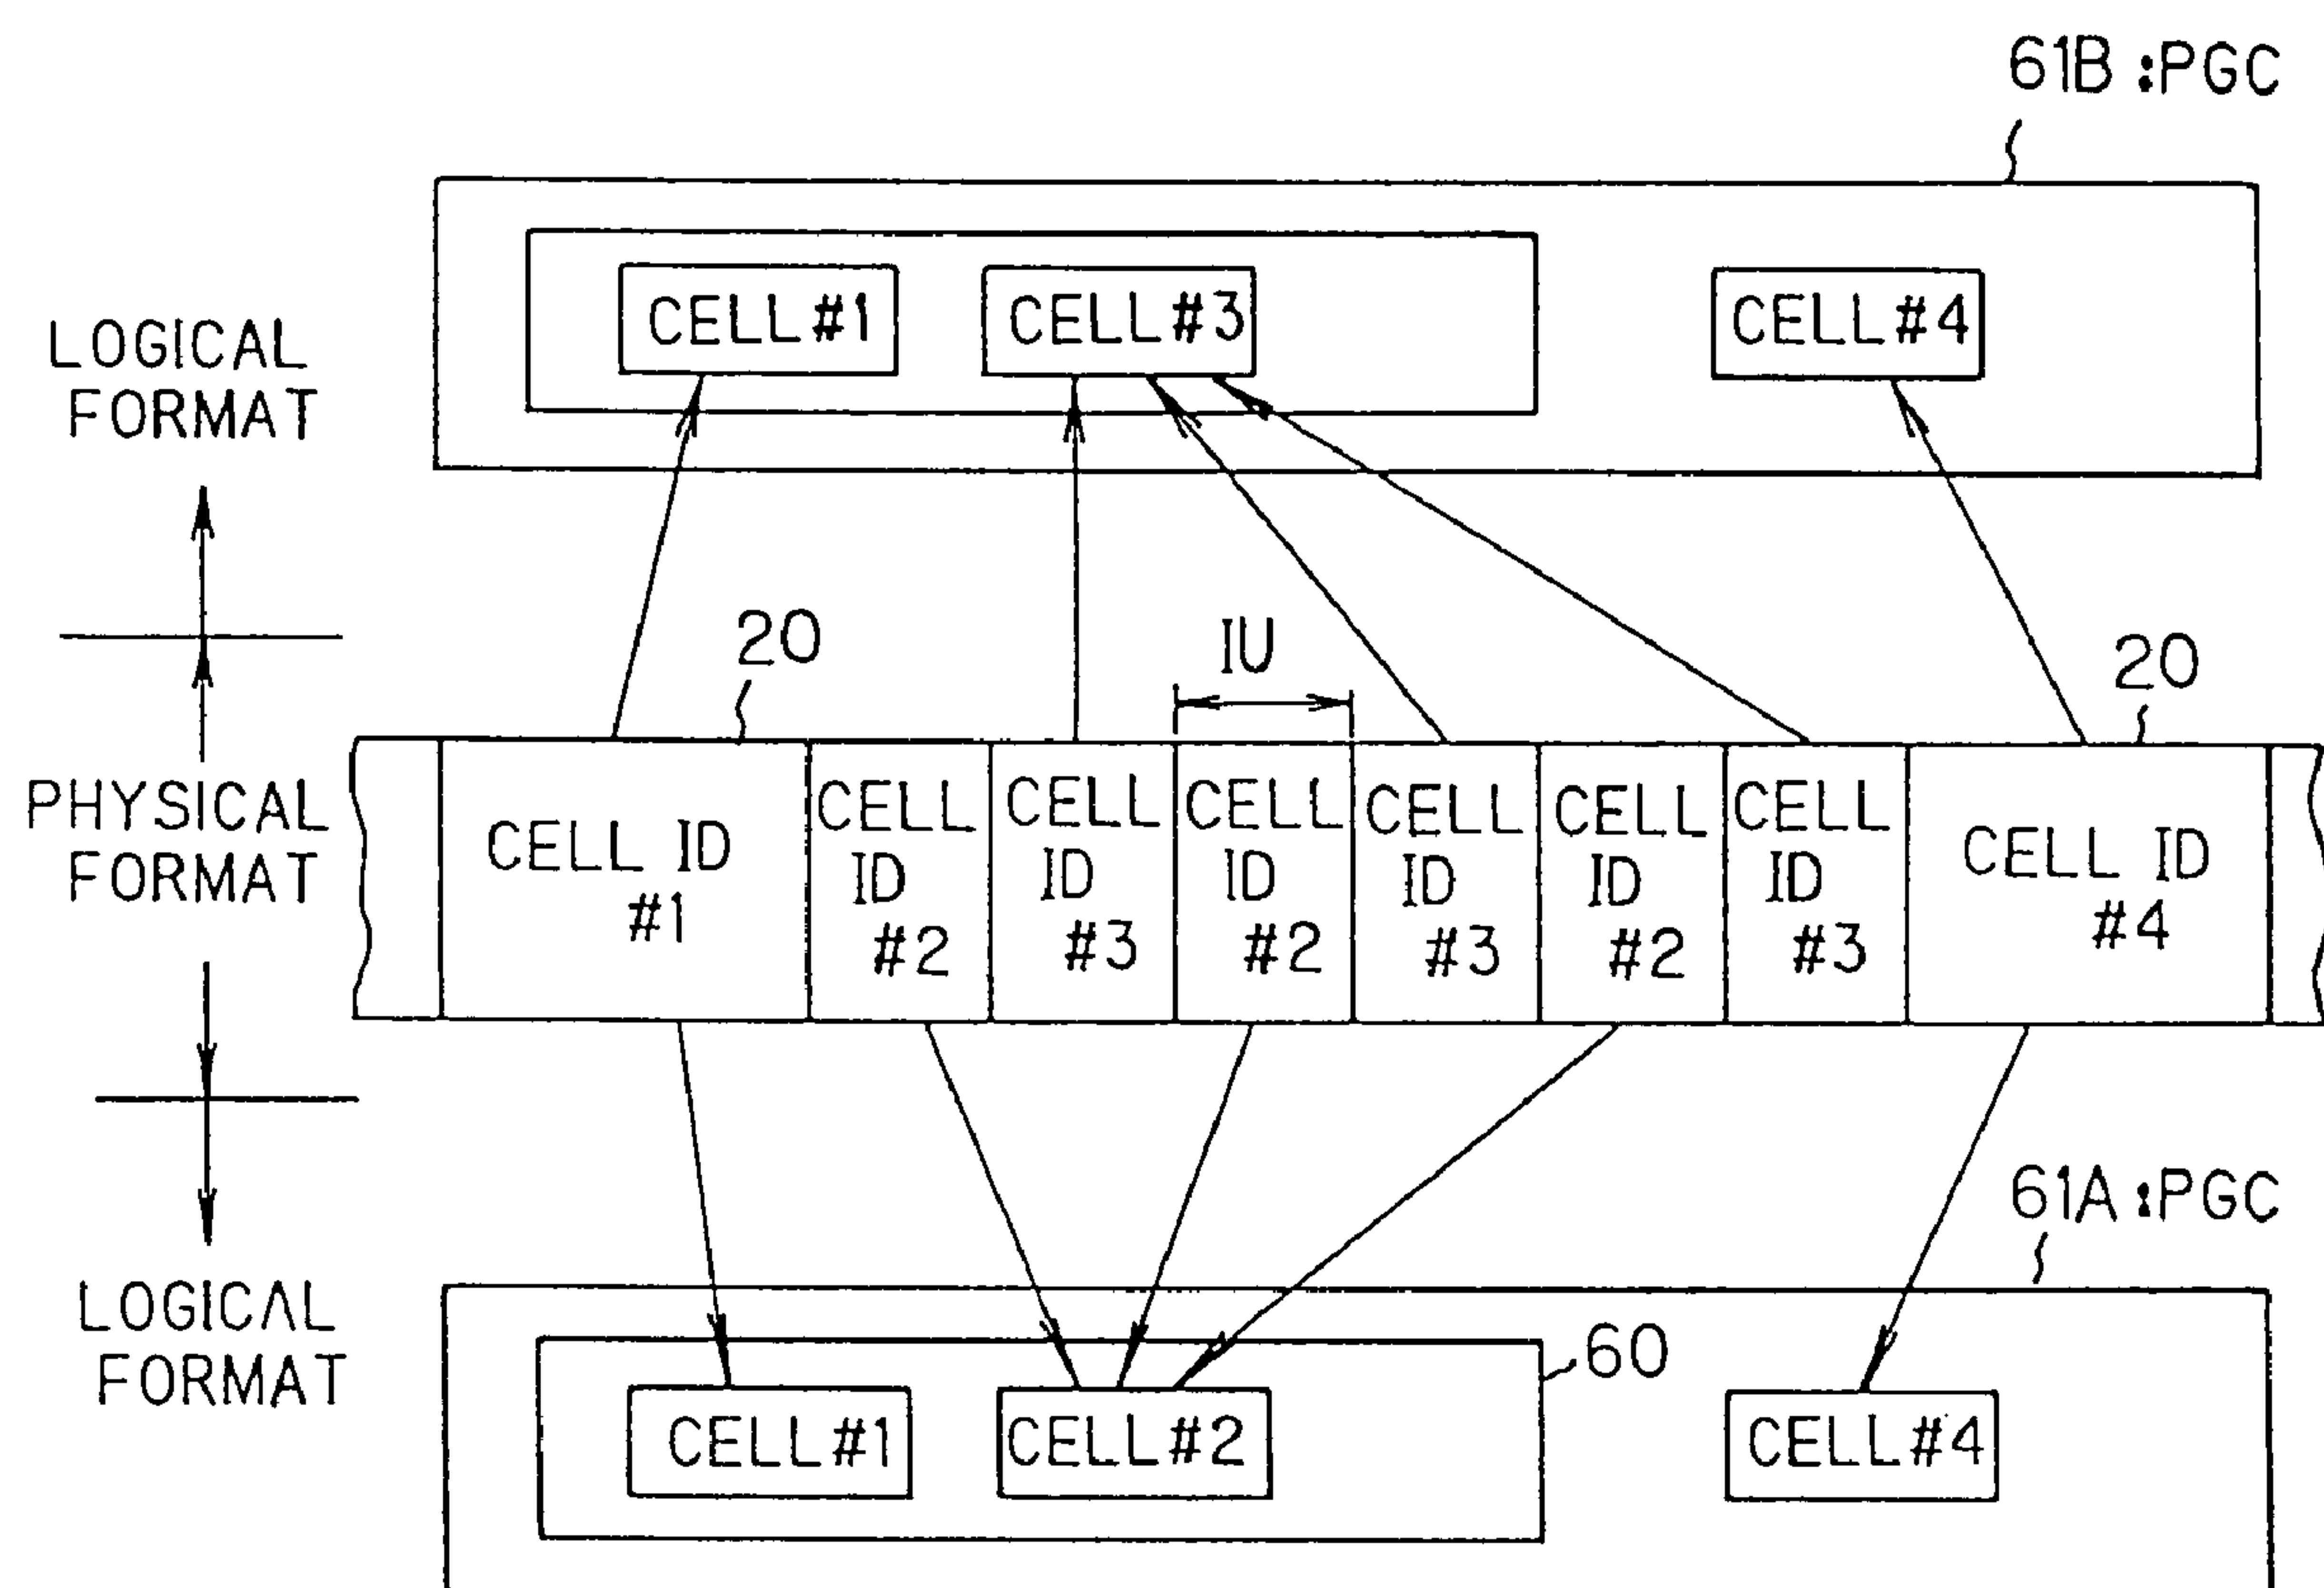 61B :PGC
CELL #1
CELL #3
CELL #4
LOGICAL
FORMAT
20
IU
20
PHYSICAL
FORMAT
CELL ID
#1
CELL
ID
#2
CELL
ID
#3
CELL
ID
#2
CELL
ID
#3
CELL
ID
#2
CELL
ID
#3
CELL ID
#4
61A :PGC
LOGICAL
FORMAT
60
CELL #1
CELL #2
CELL #4